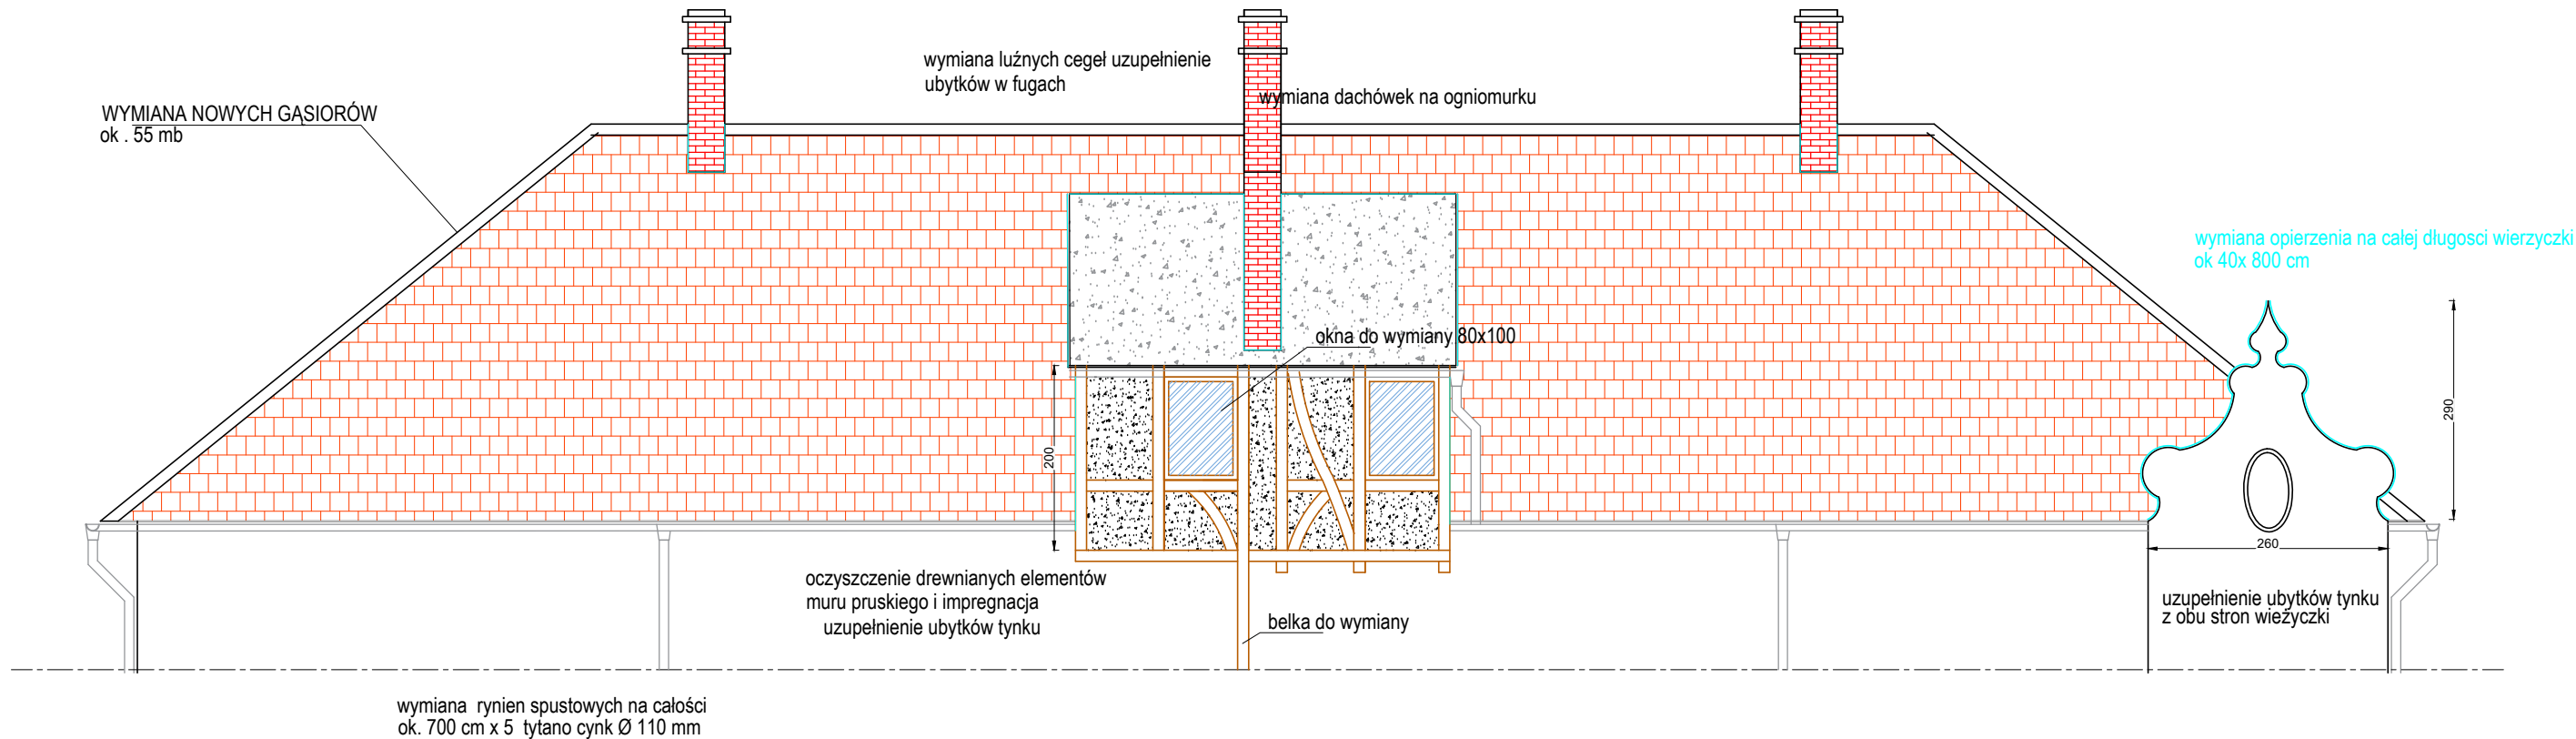 wymiana luźnych cegeł uzupełnienie
ubytków w fugach
wymiana dachówek na ogniomurku
WYMIANA NOWYCH GĄSIORÓW
ok . 55 mb
wymiana opierzenia na całej długosci wierzyczki
ok 40x 800 cm
okna do wymiany 80x100
290
200
260
oczyszczenie drewnianych elementów
muru pruskiego i impregnacja
uzupełnienie ubytków tynku
belka do wymiany
uzupełnienie ubytków tynku
z obu stron wieżyczki
wymiana rynien spustowych na całości
ok. 700 cm x 5 tytano cynk Ø 110 mm